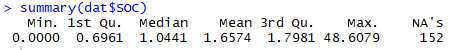 > summary(dat$SOC)
Min. 1st Qu. Median Mean 3rd Qu. Max. NA's
0.0000 0.6961 1.0441 1.6574 1.7981 48.6079 152